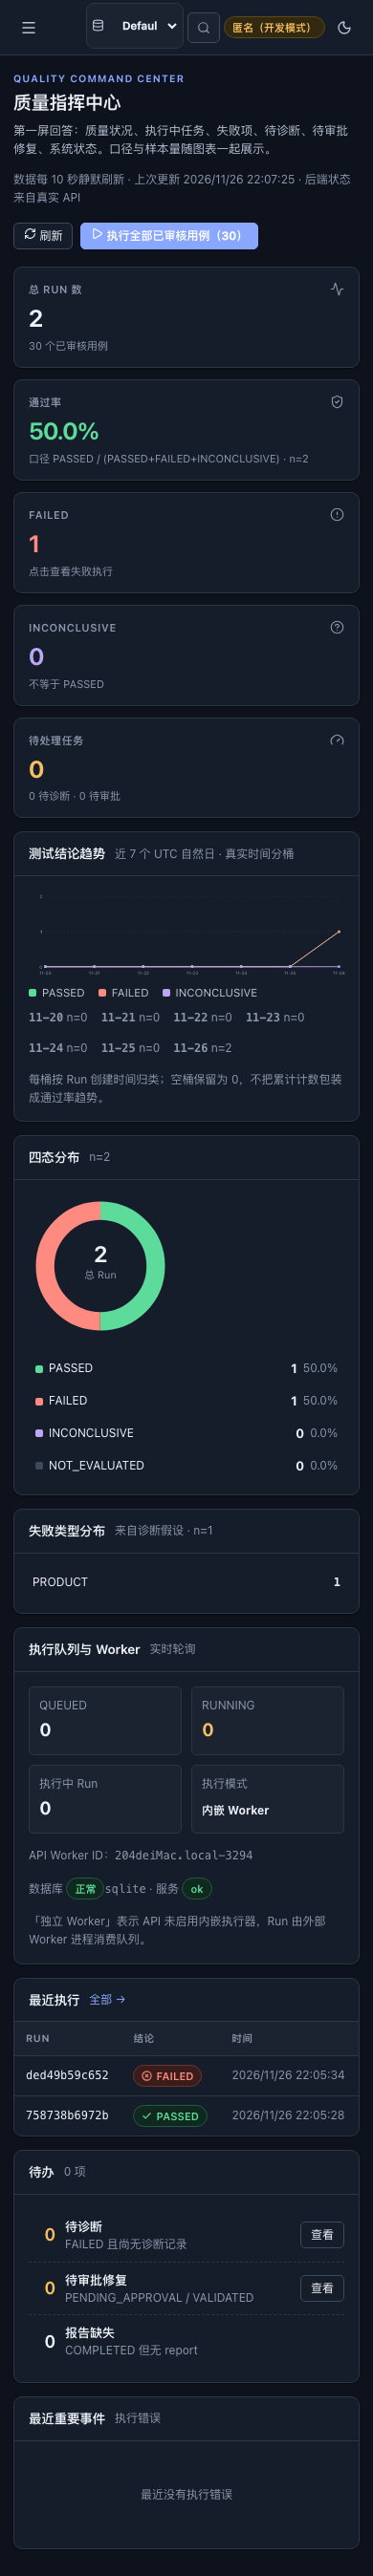 Defaul
匿名（开发模式）
QUALITY COMMAND CENTER
质量指挥中心
第一屏回答：质量状况、执行中任务、失败项、待诊断、待审批
修复、系统状态。口径与样本量随图表一起展示。
数据每 10 秒静默刷新 · 上次更新 2026/11/26 22:07:25 · 后端状态
来自真实 API
刷新
执行全部已审核用例（30）
总 RUN 数
2
30 个已审核用例
通过率
50.0%
口径 PASSED / (PASSED+FAILED+INCONCLUSIVE) · n=2
FAILED
1
点击查看失败执行
INCONCLUSIVE
0
不等于 PASSED
待处理任务
0
0 待诊断 · 0 待审批
测试结论趋势 近 7 个 UTC 自然日 · 真实时间分桶
2
1
0
11-20 11-21 11-22 11-23 11-24 11-25 11-26
PASSED FAILED INCONCLUSIVE
11-20 n=0 11-21 n=0 11-22 n=0 11-23 n=0
11-24 n=0 11-25 n=0 11-26 n=2
每桶按 Run 创建时间归类；空桶保留为 0，不把累计计数包装
成通过率趋势。
四态分布 n=2
2
总 Run
PASSED 1 50.0%
FAILED 1 50.0%
INCONCLUSIVE 0 0.0%
NOT_EVALUATED 0 0.0%
失败类型分布 来自诊断假设 · n=1
PRODUCT 1
执行队列与 Worker 实时轮询
QUEUED
0
RUNNING
0
执行中 Run
0
执行模式
内嵌 Worker
API Worker ID：204deiMac.local-3294
数据库 正常 sqlite · 服务 ok
「独立 Worker」表示 API 未启用内嵌执行器，Run 由外部
Worker 进程消费队列。
最近执行 全部 →
RUN 结论 时间
ded49b59c652 FAILED 2026/11/26 22:05:34
758738b6972b PASSED 2026/11/26 22:05:28
待办 0 项
0 待诊断 查看
FAILED 且尚无诊断记录
0 待审批修复 查看
PENDING_APPROVAL / VALIDATED
0 报告缺失
COMPLETED 但无 report
最近重要事件 执行错误
最近没有执行错误